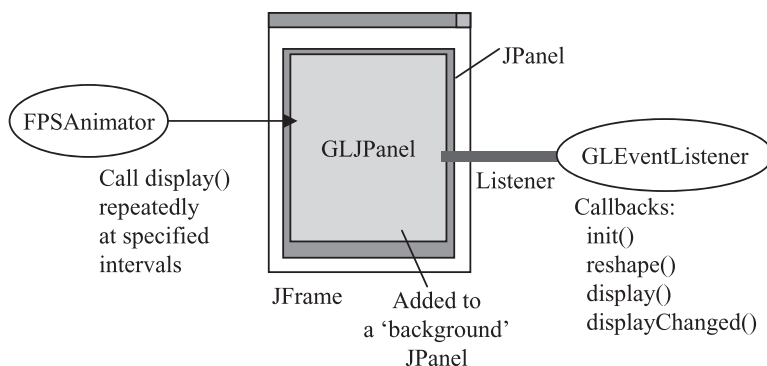 JPanel
FPSAnimator
GLJPanel
GLEventListener
Call display()
repeatedly
at specified
intervals
Listener
Callbacks:
init()
reshape()
display()
displayChanged()
JFrame
Added to
a ‘background’
JPanel